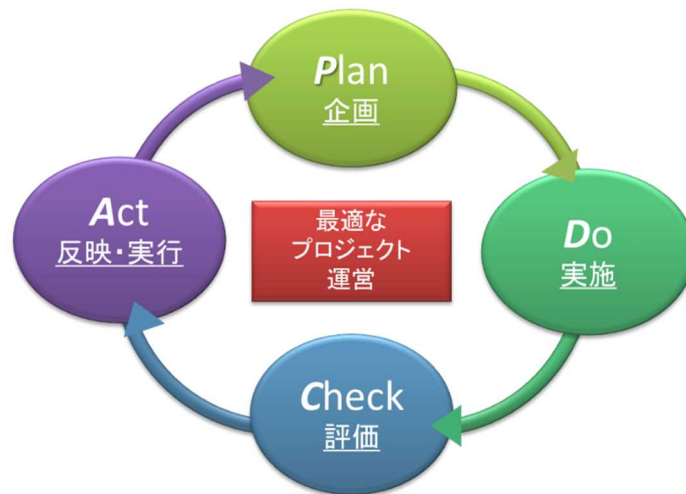 Plan
企画
Do
実施
Check
評価
Act
反映・実行
最適な
プロジェクト
運営